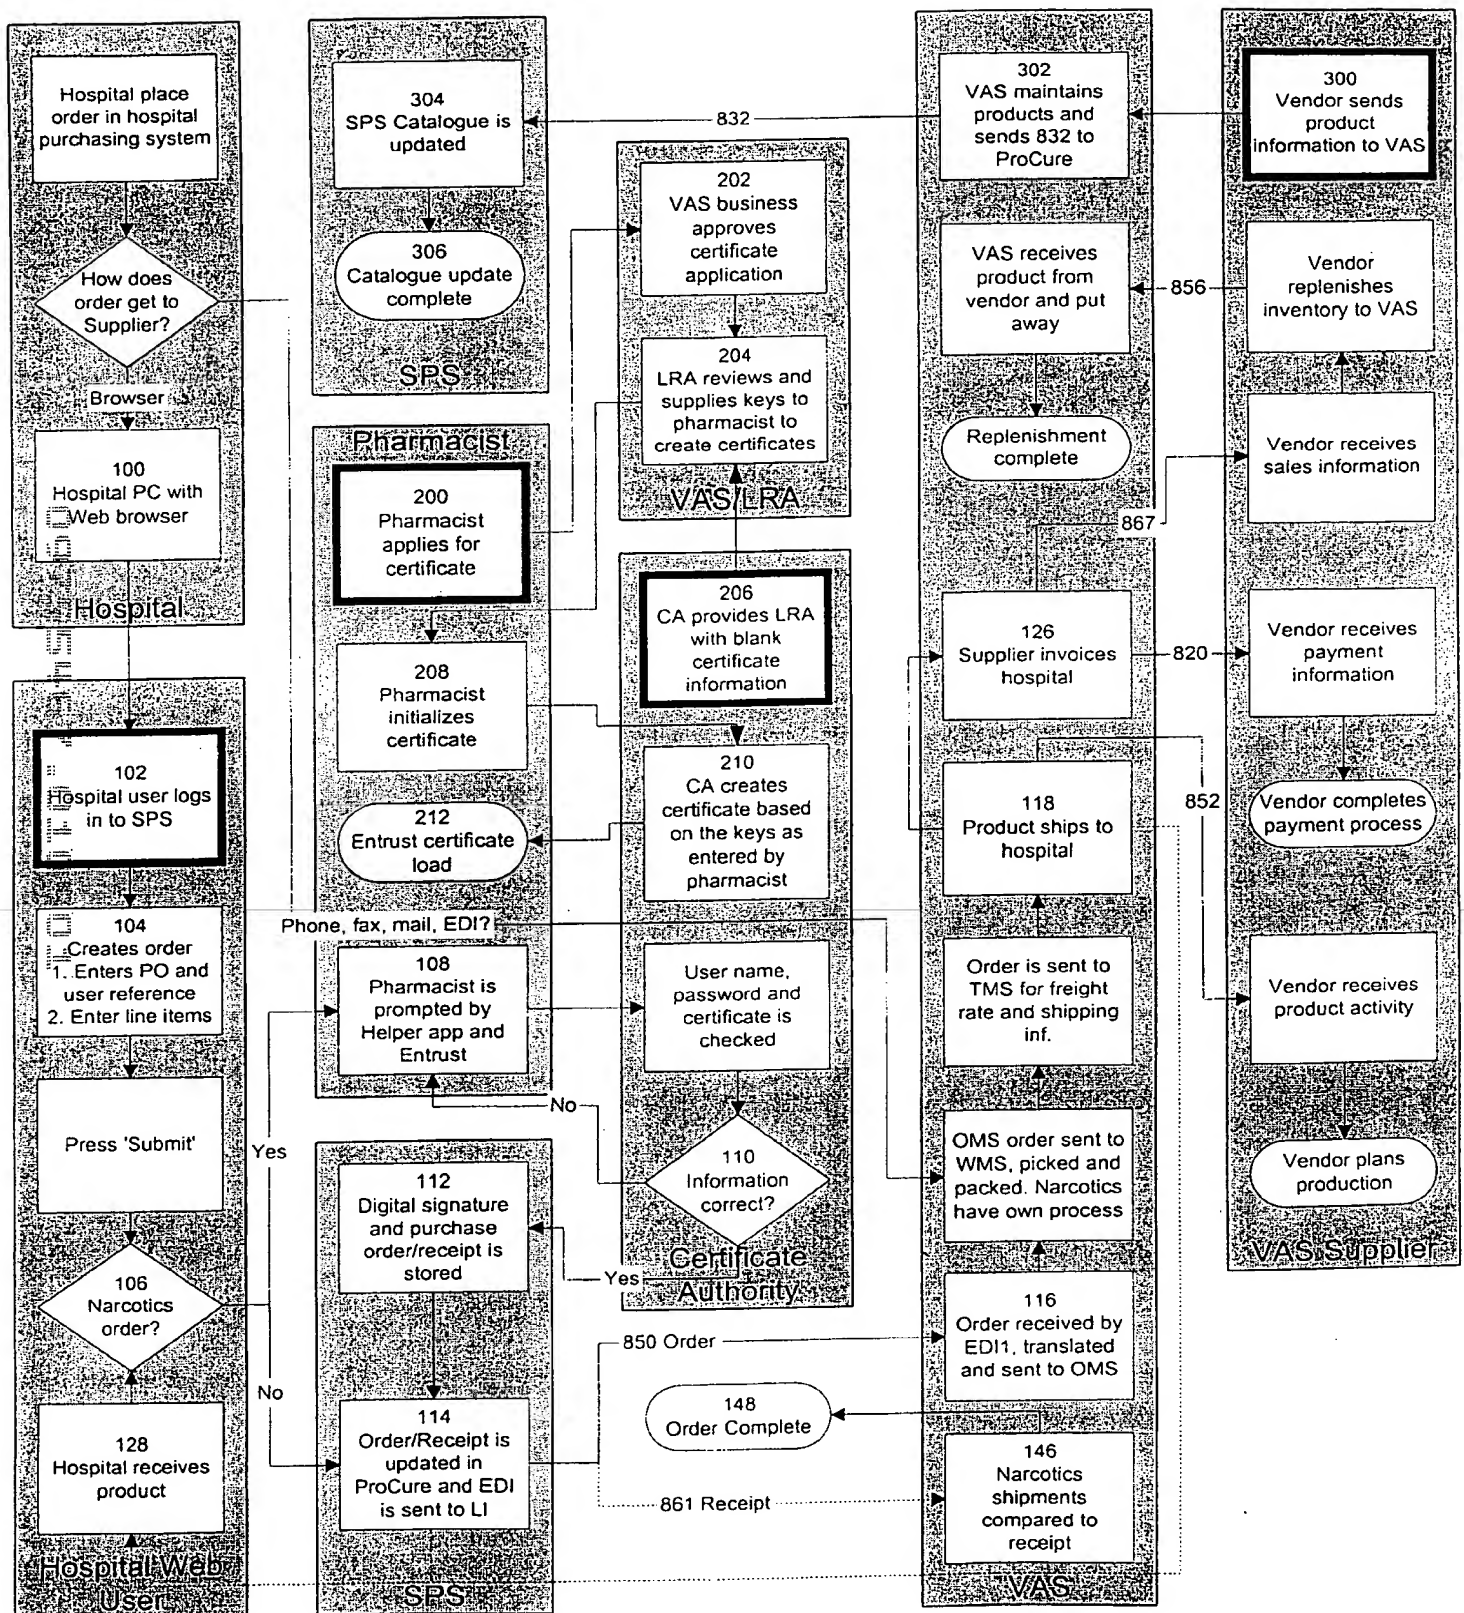 Hospital place
order in hospital
purchasing system
How does
order get to
Supplier?
Browser
100
Hospital PC with
Web browser
Hospital
102
Hospital user logs
in to SPS
104
Creates order
1. Enters PO and
user reference
2. Enter line items
Press 'Submit'
106
Narcotics
order?
Yes
No
128
Hospital receives
product
Hospital Web
User
304
SPS Catalogue is
updated
306
Catalogue update
complete
SPS
832
Pharmacist
200
Pharmacist
applies for
certificate
208
Pharmacist
initializes
certificate
212
Entrust certificate
load
Phone, fax, mail, EDI?
108
Pharmacist is
prompted by
Helper app and
Entrust
No
112
Digital signature
and purchase
order/receipt is
stored
114
Order/Receipt is
updated in
ProCure and EDI
is sent to LI
SPS
202
VAS business
approves
certificate
application
204
LRA reviews and
supplies keys to
pharmacist to
create certificates
VAS/LRA
206
CA provides LRA
with blank
certificate
information
210
CA creates
certificate based
on the keys as
entered by
pharmacist
User name,
password and
certificate is
checked
110
Information
correct?
Certificate
Authority
Yes
850 Order
148
Order Complete
861 Receipt
302
VAS maintains
products and
sends 832 to
ProCure
VAS receives
product from
vendor and put
away
856
Replenishment
complete
867
126
Supplier invoices
hospital
820
118
Product ships to
hospital
852
Order is sent to
TMS for freight
rate and shipping
inf.
OMS order sent to
WMS, picked and
packed. Narcotics
have own process
116
Order received by
EDI1, translated
and sent to OMS
146
Narcotics
shipments
compared to
receipt
VAS
300
Vendor sends
product
information to VAS
Vendor
replenishes
inventory to VAS
Vendor receives
sales information
Vendor receives
payment
information
Vendor completes
payment process
Vendor receives
product activity
Vendor plans
production
VAS Supplier